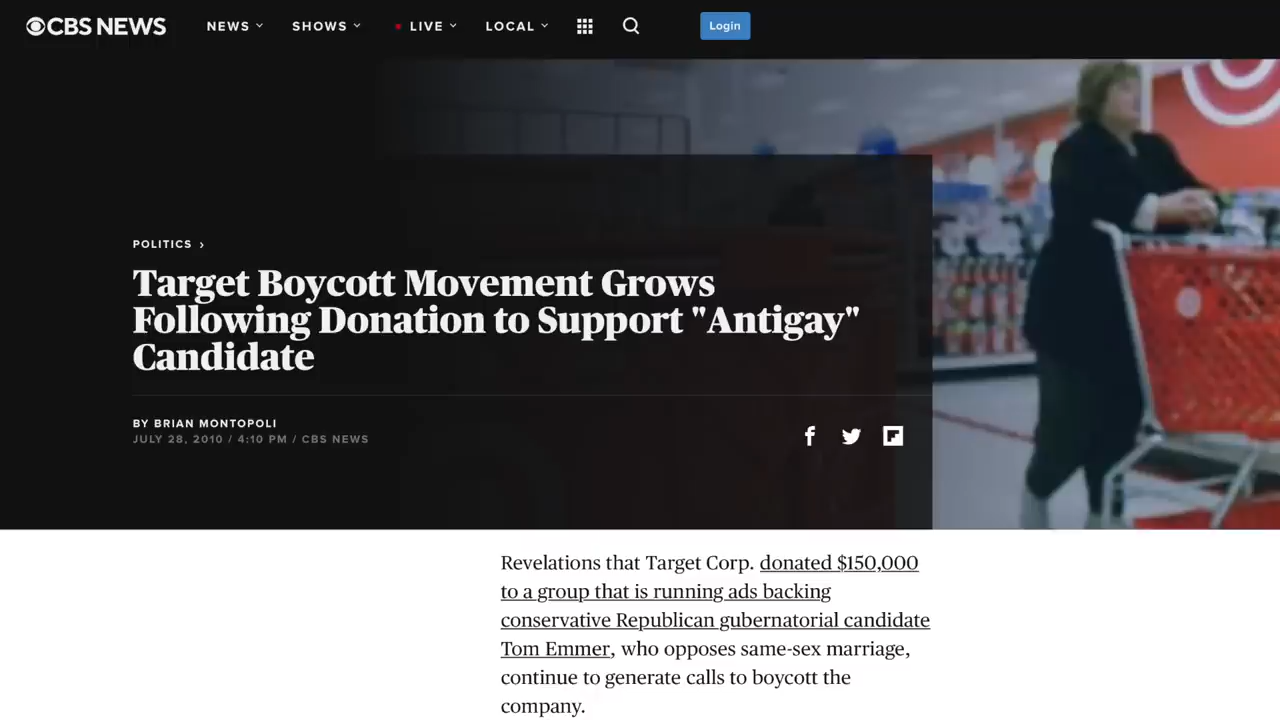 CBS NEWS
NEWS
SHOWS
LIVE
LOCAL
Login
POLITICS
Target Boycott Movement Grows
Following Donation to Support "Antigay"
Candidate
BY BRIAN MONTOPOLI
JULY 28, 2010 / 4:10 PM / CBS NEWS
Revelations that Target Corp. donated $150,000
to a group that is running ads backing
conservative Republican gubernatorial candidate
Tom Emmer, who opposes same-sex marriage,
continue to generate calls to boycott the
company.